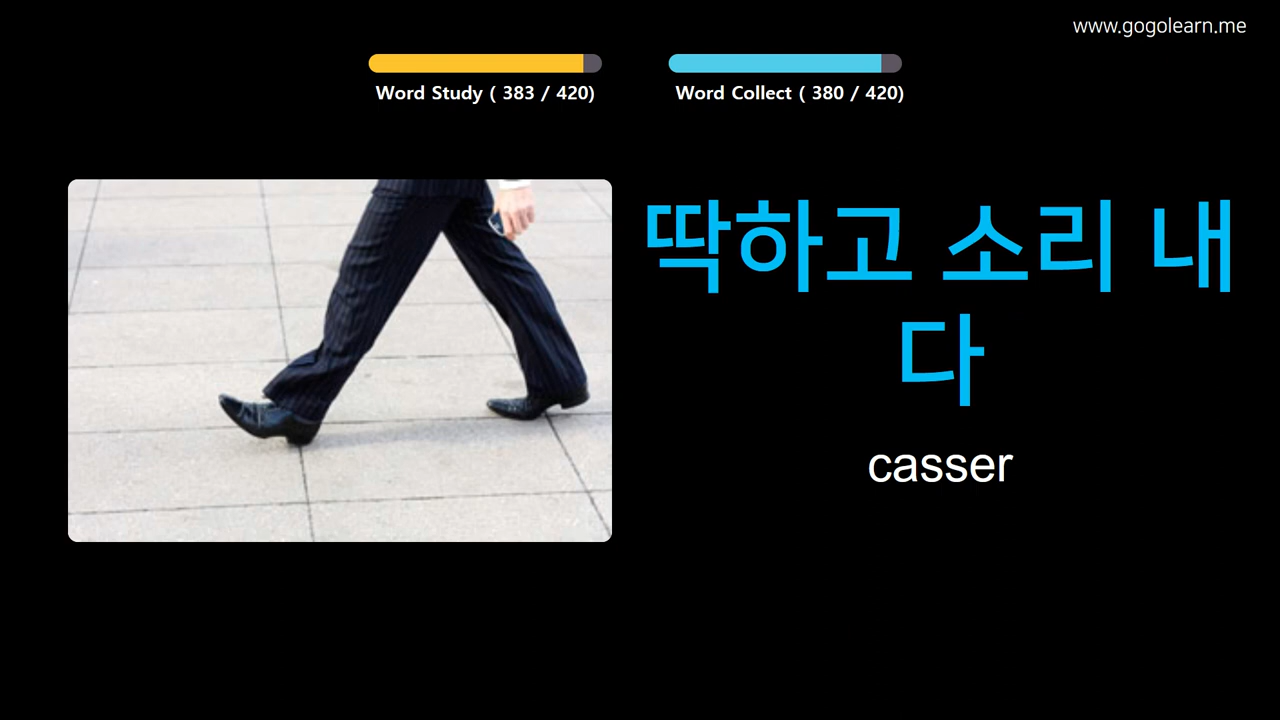 www.gogolearn.me
Word Study ( 383 / 420)
Word Collect ( 380 / 420)
딱하고 소리 내
다
casser